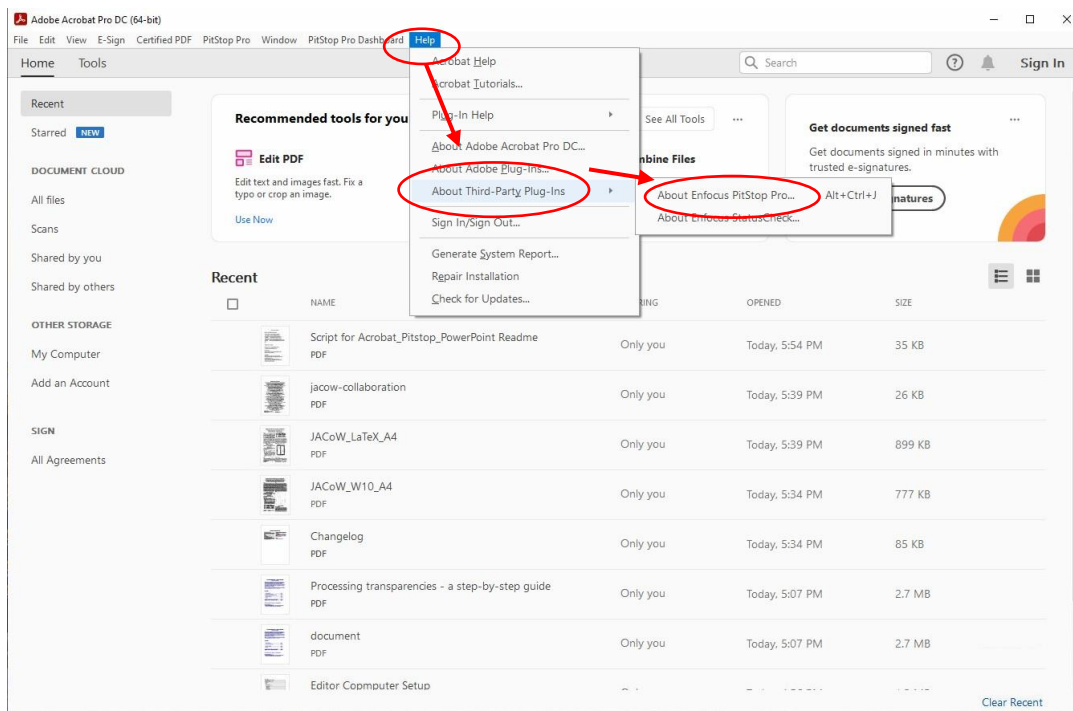 Adobe Acrobat Pro DC (64-bit)
File Edit View E-Sign Certified PDF PitStop Pro Window PitStop Pro Dashboard Help
Home Tools
Search
Sign In
Recent
Starred NEW
DOCUMENT CLOUD
All files
Scans
Shared by you
Shared by others
OTHER STORAGE
My Computer
Add an Account
SIGN
All Agreements
Recommended tools for you
See All Tools
Edit PDF
Edit text and images fast. Fix a
typo or crop an image.
Use Now
mbine Files
Get documents signed fast
Get documents signed in minutes with
trusted e-signatures.
natures
Acrobat Help
Acrobat Tutorials...
Plug-In Help
About Adobe Acrobat Pro DC...
About Adobe Plug-Ins...
About Third-Party Plug-Ins
Sign In/Sign Out...
Generate System Report...
Repair Installation
Check for Updates...
About Enfocus PitStop Pro... Alt+Ctrl+J
About Enfocus StatusCheck...
Recent
NAME RING OPENED SIZE
Script for Acrobat_Pitstop_PowerPoint Readme
PDF
Only you Today, 5:54 PM 35 KB
jacow-collaboration
PDF
Only you Today, 5:39 PM 26 KB
JACoW_LaTeX_A4
PDF
Only you Today, 5:39 PM 899 KB
JACoW_W10_A4
PDF
Only you Today, 5:34 PM 777 KB
Changelog
PDF
Only you Today, 5:34 PM 85 KB
Processing transparencies - a step-by-step guide
PDF
Only you Today, 5:07 PM 2.7 MB
document
PDF
Only you Today, 5:07 PM 2.7 MB
Editor Copmputer Setup
Clear Recent